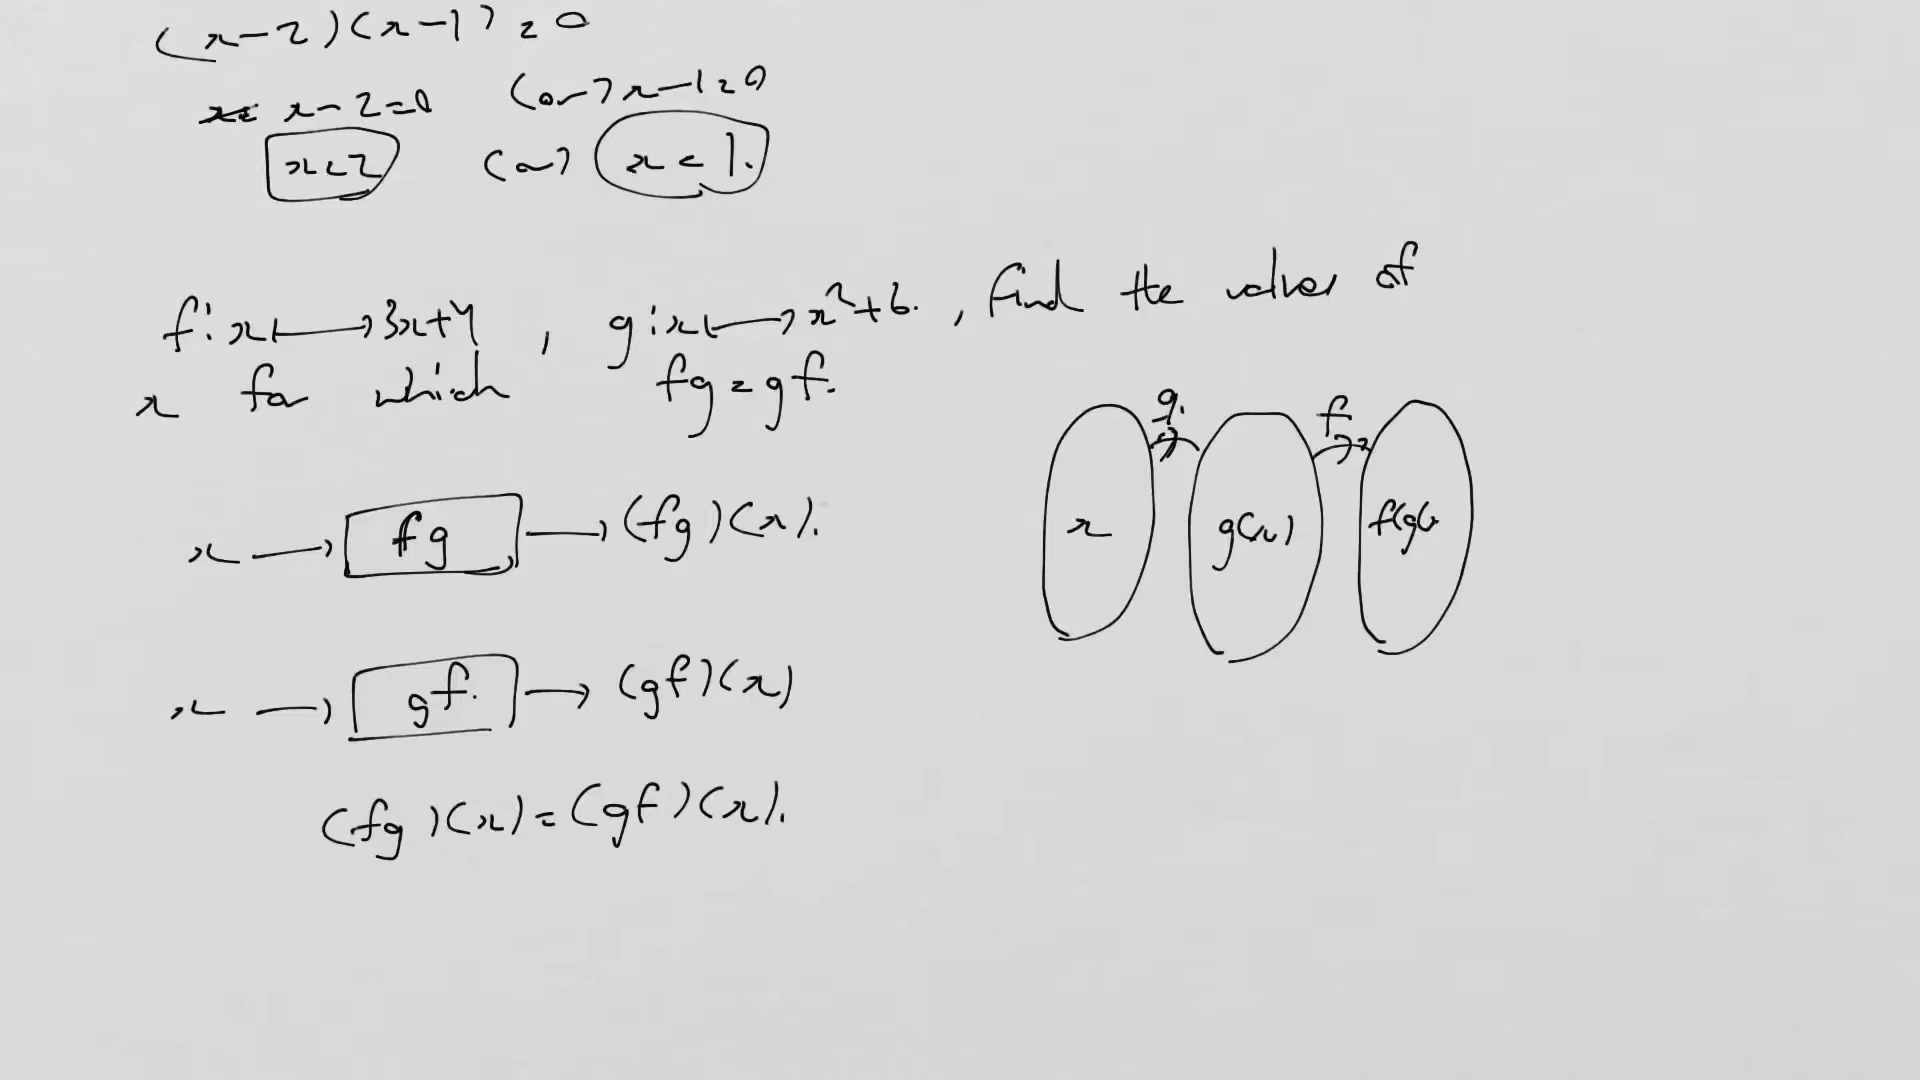 (x-2)(x-1)=0
x= x-2=0 (or) x-1=0
x=2 (or) x=1.
f:x⟼3x+4, g:x⟼x²+6., find the values of
x for which fg=gf.
g. f
x g(x) f(g(x
x ⟶ fg ⟶ (fg)(x).
x ⟶ gf. ⟶ (gf)(x)
(fg)(x)=(gf)(x).